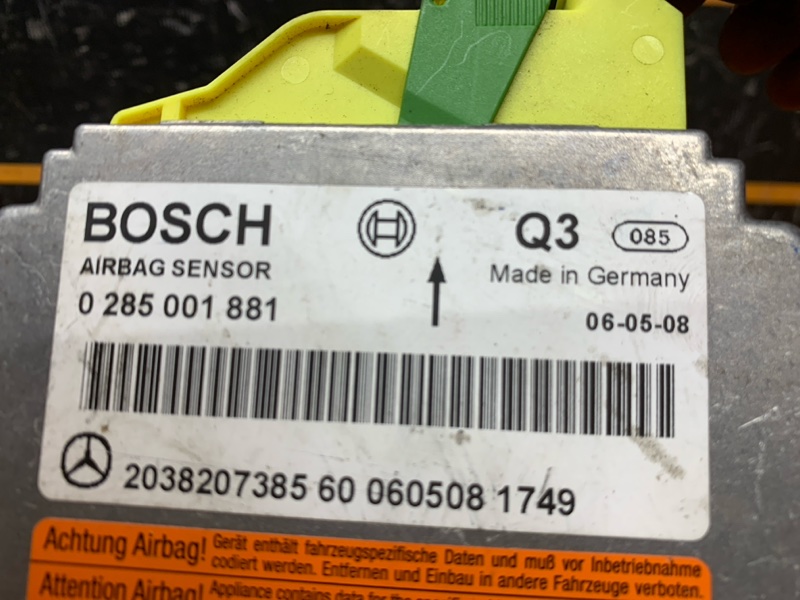 BOSCH Q3 085
AIRBAG SENSOR Made in Germany
0 285 001 881 06-05-08
2038207385 60 060508 1749
Achtung Airbag! Gerät enthält fahrzeugspezifische Daten und muß vor Inbetriebnahme
codiert werden. Entfernen und Einbau in andere Fahrzeuge verboten.
Attention Airbag! Appliance contains data for the